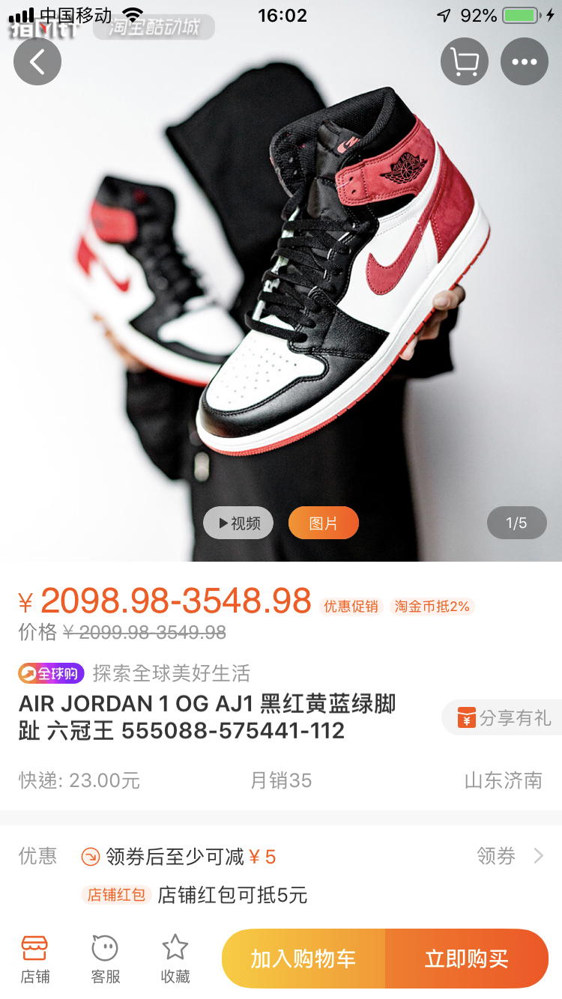 中国移动
16:02
92%
指风针
淘宝酷动城
视频
图片
1/5
¥ 2098.98-3548.98 优惠促销 淘金币抵2%
价格 ¥ 2099.98-3549.98
全球购 探索全球美好生活
AIR JORDAN 1 OG AJ1 黑红黄蓝绿脚
趾 六冠王 555088-575441-112
分享有礼
快递: 23.00元 月销35 山东济南
优惠 领券后至少可减 ¥ 5 领券
店铺红包 店铺红包可抵5元
店铺 客服 收藏
加入购物车 立即购买